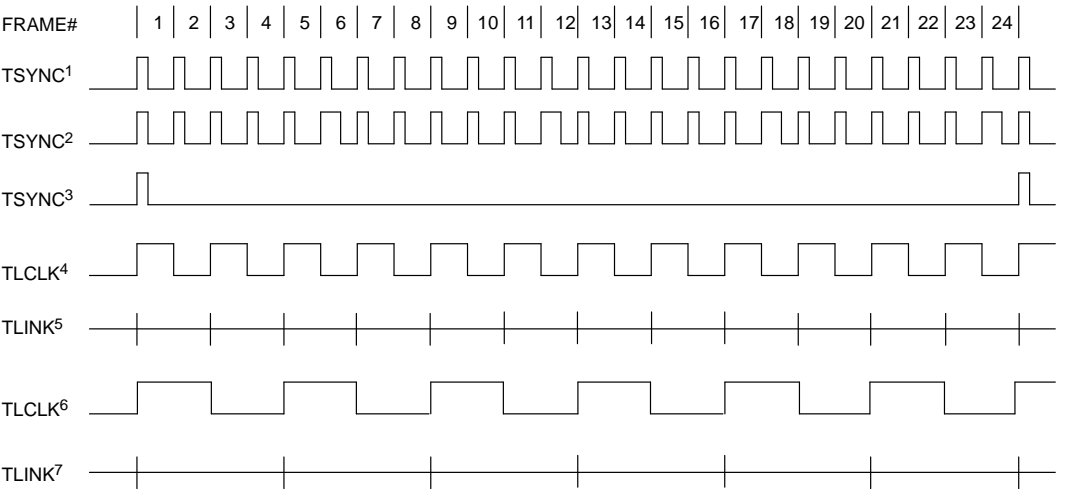 FRAME# 1 2 3 4 5 6 7 8 9 10 11 12 13 14 15 16 17 18 19 20 21 22 23 24
TSYNC1
TSYNC2
TSYNC3
TLCLK4
TLINK5
TLCLK6
TLINK7